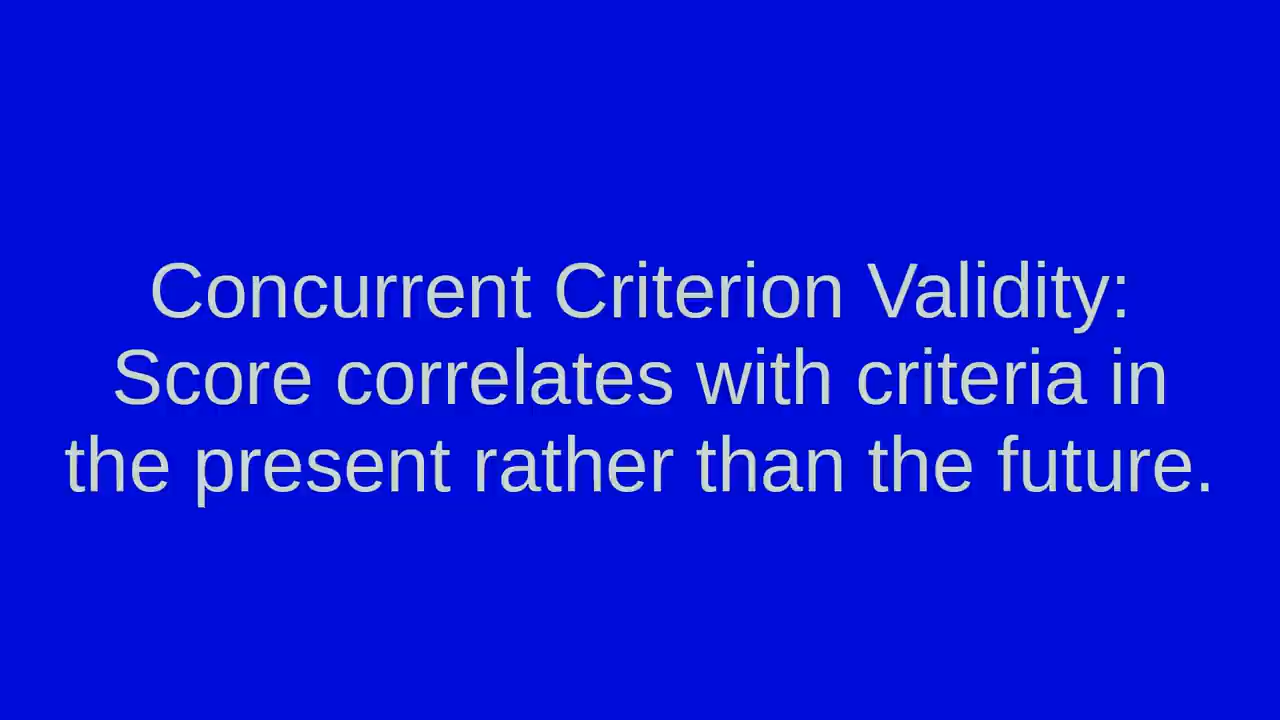 Concurrent Criterion Validity:
Score correlates with criteria in
the present rather than the future.